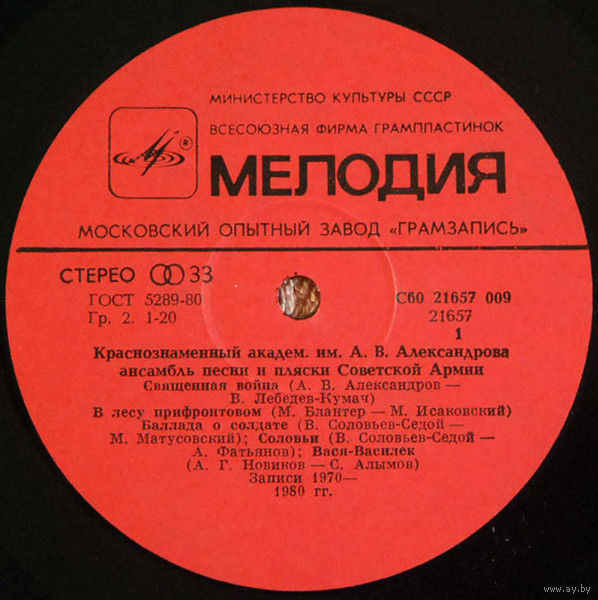 МИНИСТЕРСТВО КУЛЬТУРЫ СССР
ВСЕСОЮЗНАЯ ФИРМА ГРАМПЛАСТИНОК
®
МЕЛОДИЯ
МОСКОВСКИЙ ОПЫТНЫЙ ЗАВОД «ГРАМЗАПИСЬ»
СТЕРЕО 33
ГОСТ 5289-80
Гр. 2. 1-20
С60 21657 009
21657
1
Краснознаменный академ. им. А. В. Александрова
ансамбль песни и пляски Советской Армии
Священная война (А. В. Александров —
В. Лебедев-Кумач)
В лесу прифронтовом (М. Блантер — М. Исаковский)
Баллада о солдате (В. Соловьев-Седой —
М. Матусовский); Соловьи (В. Соловьев-Седой —
А. Фатьянов); Вася-Василек
(А. Г. Новиков — С. Алымов)
Записи 1970—
1980 гг.
www.ay.by